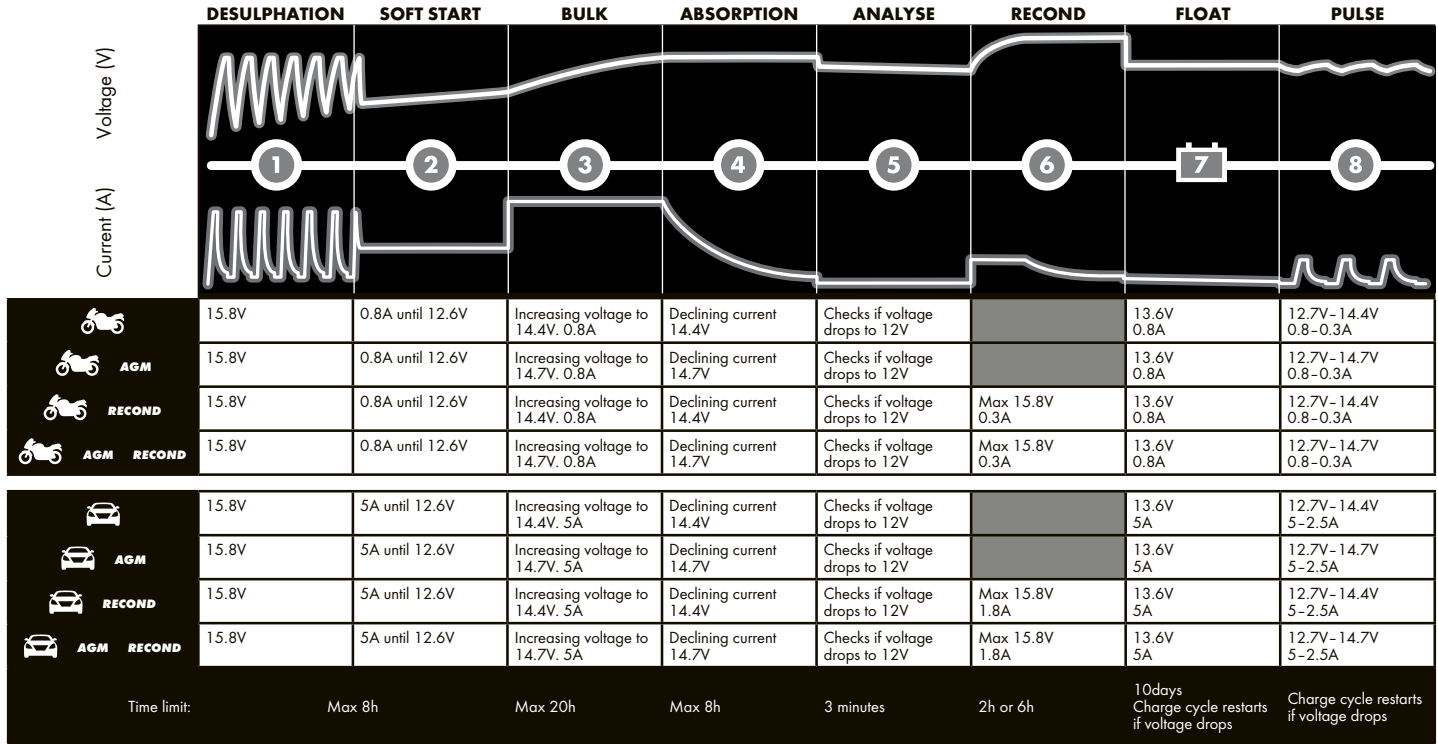 DESULPHATION SOFT START BULK ABSORPTION ANALYSE RECOND FLOAT PULSE
Voltage (V)
1 2 3 4 5 6 7 8
Current (A)
15.8V 0.8A until 12.6V Increasing voltage to Declining current Checks if voltage 13.6V 12.7V–14.4V
14.4V. 0.8A 14.4V drops to 12V 0.8A 0.8–0.3A
AGM 15.8V 0.8A until 12.6V Increasing voltage to Declining current Checks if voltage 13.6V 12.7V–14.7V
14.7V. 0.8A 14.7V drops to 12V 0.8A 0.8–0.3A
RECOND 15.8V 0.8A until 12.6V Increasing voltage to Declining current Checks if voltage Max 15.8V 13.6V 12.7V–14.4V
14.4V. 0.8A 14.4V drops to 12V 0.3A 0.8A 0.8–0.3A
AGM RECOND 15.8V 0.8A until 12.6V Increasing voltage to Declining current Checks if voltage Max 15.8V 13.6V 12.7V–14.7V
14.7V. 0.8A 14.7V drops to 12V 0.3A 0.8A 0.8–0.3A
15.8V 5A until 12.6V Increasing voltage to Declining current Checks if voltage 13.6V 12.7V–14.4V
14.4V. 5A 14.4V drops to 12V 5A 5–2.5A
AGM 15.8V 5A until 12.6V Increasing voltage to Declining current Checks if voltage 13.6V 12.7V–14.7V
14.7V. 5A 14.7V drops to 12V 5A 5–2.5A
RECOND 15.8V 5A until 12.6V Increasing voltage to Declining current Checks if voltage Max 15.8V 13.6V 12.7V–14.4V
14.4V. 5A 14.4V drops to 12V 1.8A 5A 5–2.5A
AGM RECOND 15.8V 5A until 12.6V Increasing voltage to Declining current Checks if voltage Max 15.8V 13.6V 12.7V–14.7V
14.7V. 5A 14.7V drops to 12V 1.8A 5A 5–2.5A
Time limit: Max 8h Max 20h Max 8h 3 minutes 2h or 6h
10days
Charge cycle restarts
if voltage drops
Charge cycle restarts
if voltage drops